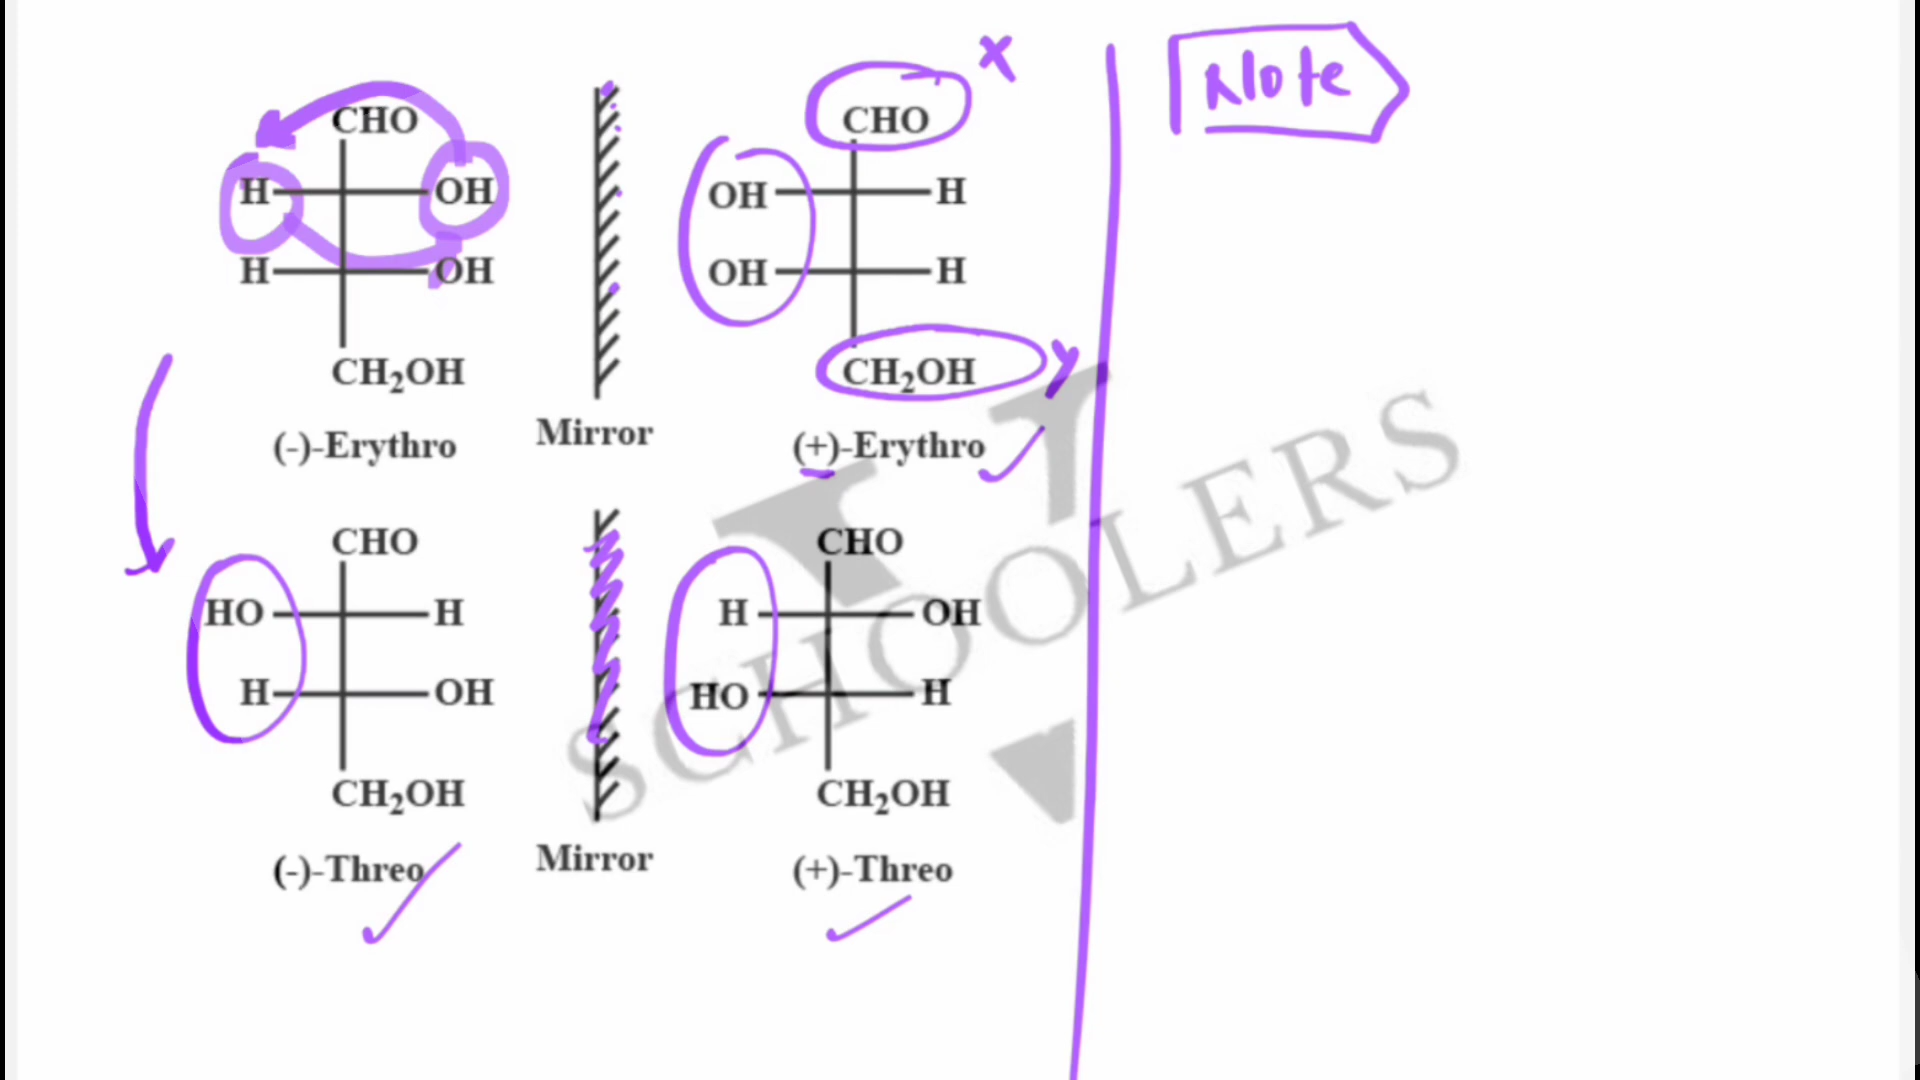 CHO
H OH
H OH
CH₂OH
(-)-Erythro
Mirror
x
CHO
OH H
OH H
CH₂OH
y
(+)-Erythro
CHO
HO H
H OH
CH₂OH
(-)-Threo
Mirror
CHO
H OH
HO H
CH₂OH
(+)-Threo
Note
SCHOOLERS